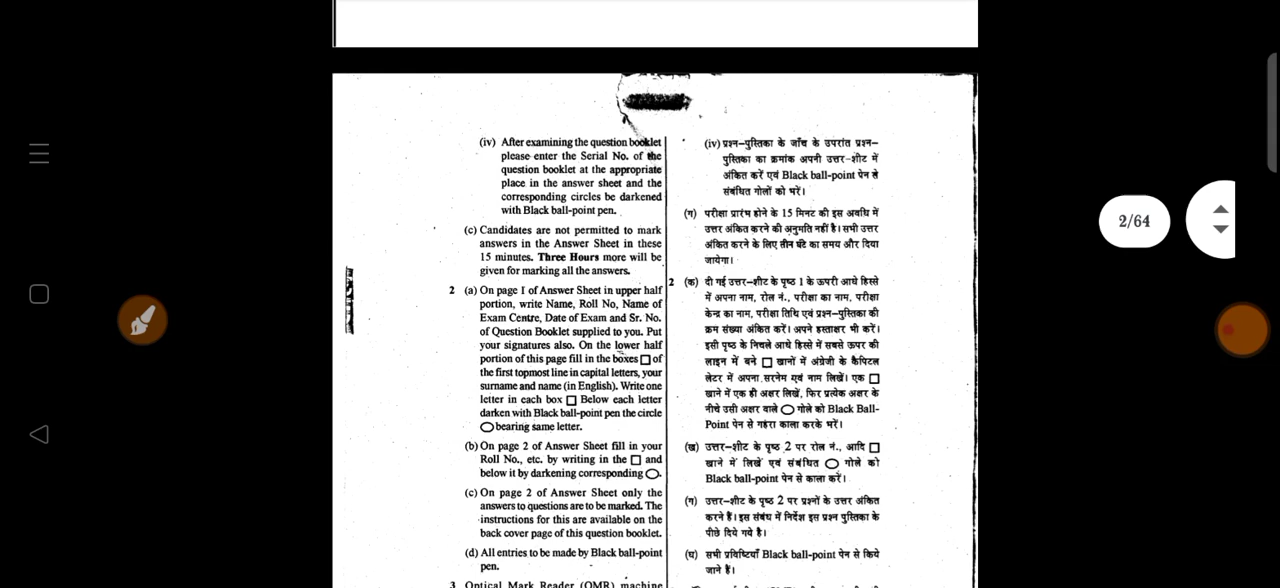 (iv) After examining the question booklet
please enter the Serial No. of the
question booklet at the appropriate
place in the answer sheet and the
corresponding circles be darkened
with Black ball-point pen.
(c) Candidates are not permitted to mark
answers in the Answer Sheet in these
15 minutes. Three Hours more will be
given for marking all the answers.
2 (a) On page 1 of Answer Sheet in upper half
portion, write Name, Roll No, Name of
Exam Centre, Date of Exam and Sr. No.
of Question Booklet supplied to you. Put
your signatures also. On the lower half
portion of this page fill in the boxes □ of
the first topmost line in capital letters, your
surname and name (in English). Write one
letter in each box □ Below each letter
darken with Black ball-point pen the circle
◯ bearing same letter.
(b) On page 2 of Answer Sheet fill in your
Roll No., etc. by writing in the □ and
below it by darkening corresponding ◯.
(c) On page 2 of Answer Sheet only the
answers to questions are to be marked. The
instructions for this are available on the
back cover page of this question booklet.
(d) All entries to be made by Black ball-point
pen.
3 Optical Mark Reader (OMR) machine
(iv) प्रश्न-पुस्तिका के जाँच के उपरांत प्रश्न-
पुस्तिका का क्रमांक अपनी उत्तर-शीट में
अंकित करें एवं Black ball-point पेन से
संबंधित गोलों को भरें।
(ग) परीक्षा प्रारंभ होने के 15 मिनट की इस अवधि में
उत्तर अंकित करने की अनुमति नहीं है। सभी उत्तर
अंकित करने के लिए तीन घंटे का समय और दिया
जायेगा।
2 (क) दी गई उत्तर-शीट के पृष्ठ 1 के ऊपरी आधे हिस्से
में अपना नाम, रोल नं., परीक्षा का नाम, परीक्षा
केन्द्र का नाम, परीक्षा तिथि एवं प्रश्न-पुस्तिका की
क्रम संख्या अंकित करें। अपने हस्ताक्षर भी करें।
इसी पृष्ठ के निचले आधे हिस्से में सबसे ऊपर की
लाइन में बने □ खानों में अंग्रेजी के कैपिटल
लेटर में अपना सरनेम एवं नाम लिखें। एक □
खाने में एक ही अक्षर लिखें, फिर प्रत्येक अक्षर के
नीचे उसी अक्षर वाले ◯ गोले को Black Ball-
Point पेन से गहरा काला करके भरें।
(ख) उत्तर-शीट के पृष्ठ 2 पर रोल नं., आदि □
खाने में लिखें एवं संबंधित ◯ गोले को
Black ball-point पेन से काला करें।
(ग) उत्तर-शीट के पृष्ठ 2 पर प्रश्नों के उत्तर अंकित
करने हैं। इस संबंध में निर्देश इस प्रश्न पुस्तिका के
पीछे दिये गये है।
(घ) सभी प्रविष्टियाँ Black ball-point पेन से किये
जाने हैं।
2/64